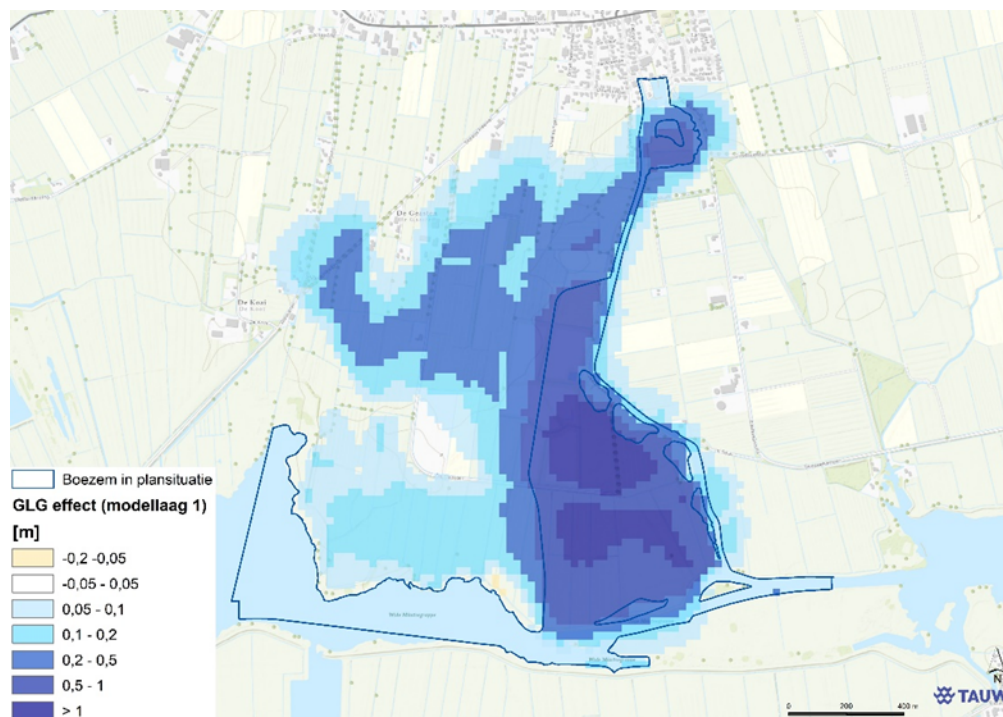 De Knol
Boezem in plansituatie
GLG effect (modellaag 1)
[m]
-0,2 -0,05
-0,05 - 0,05
0,05 - 0,1
0,1 - 0,2
0,2 - 0,5
0,5 - 1
> 1
N
0 200 400 m
TAUW